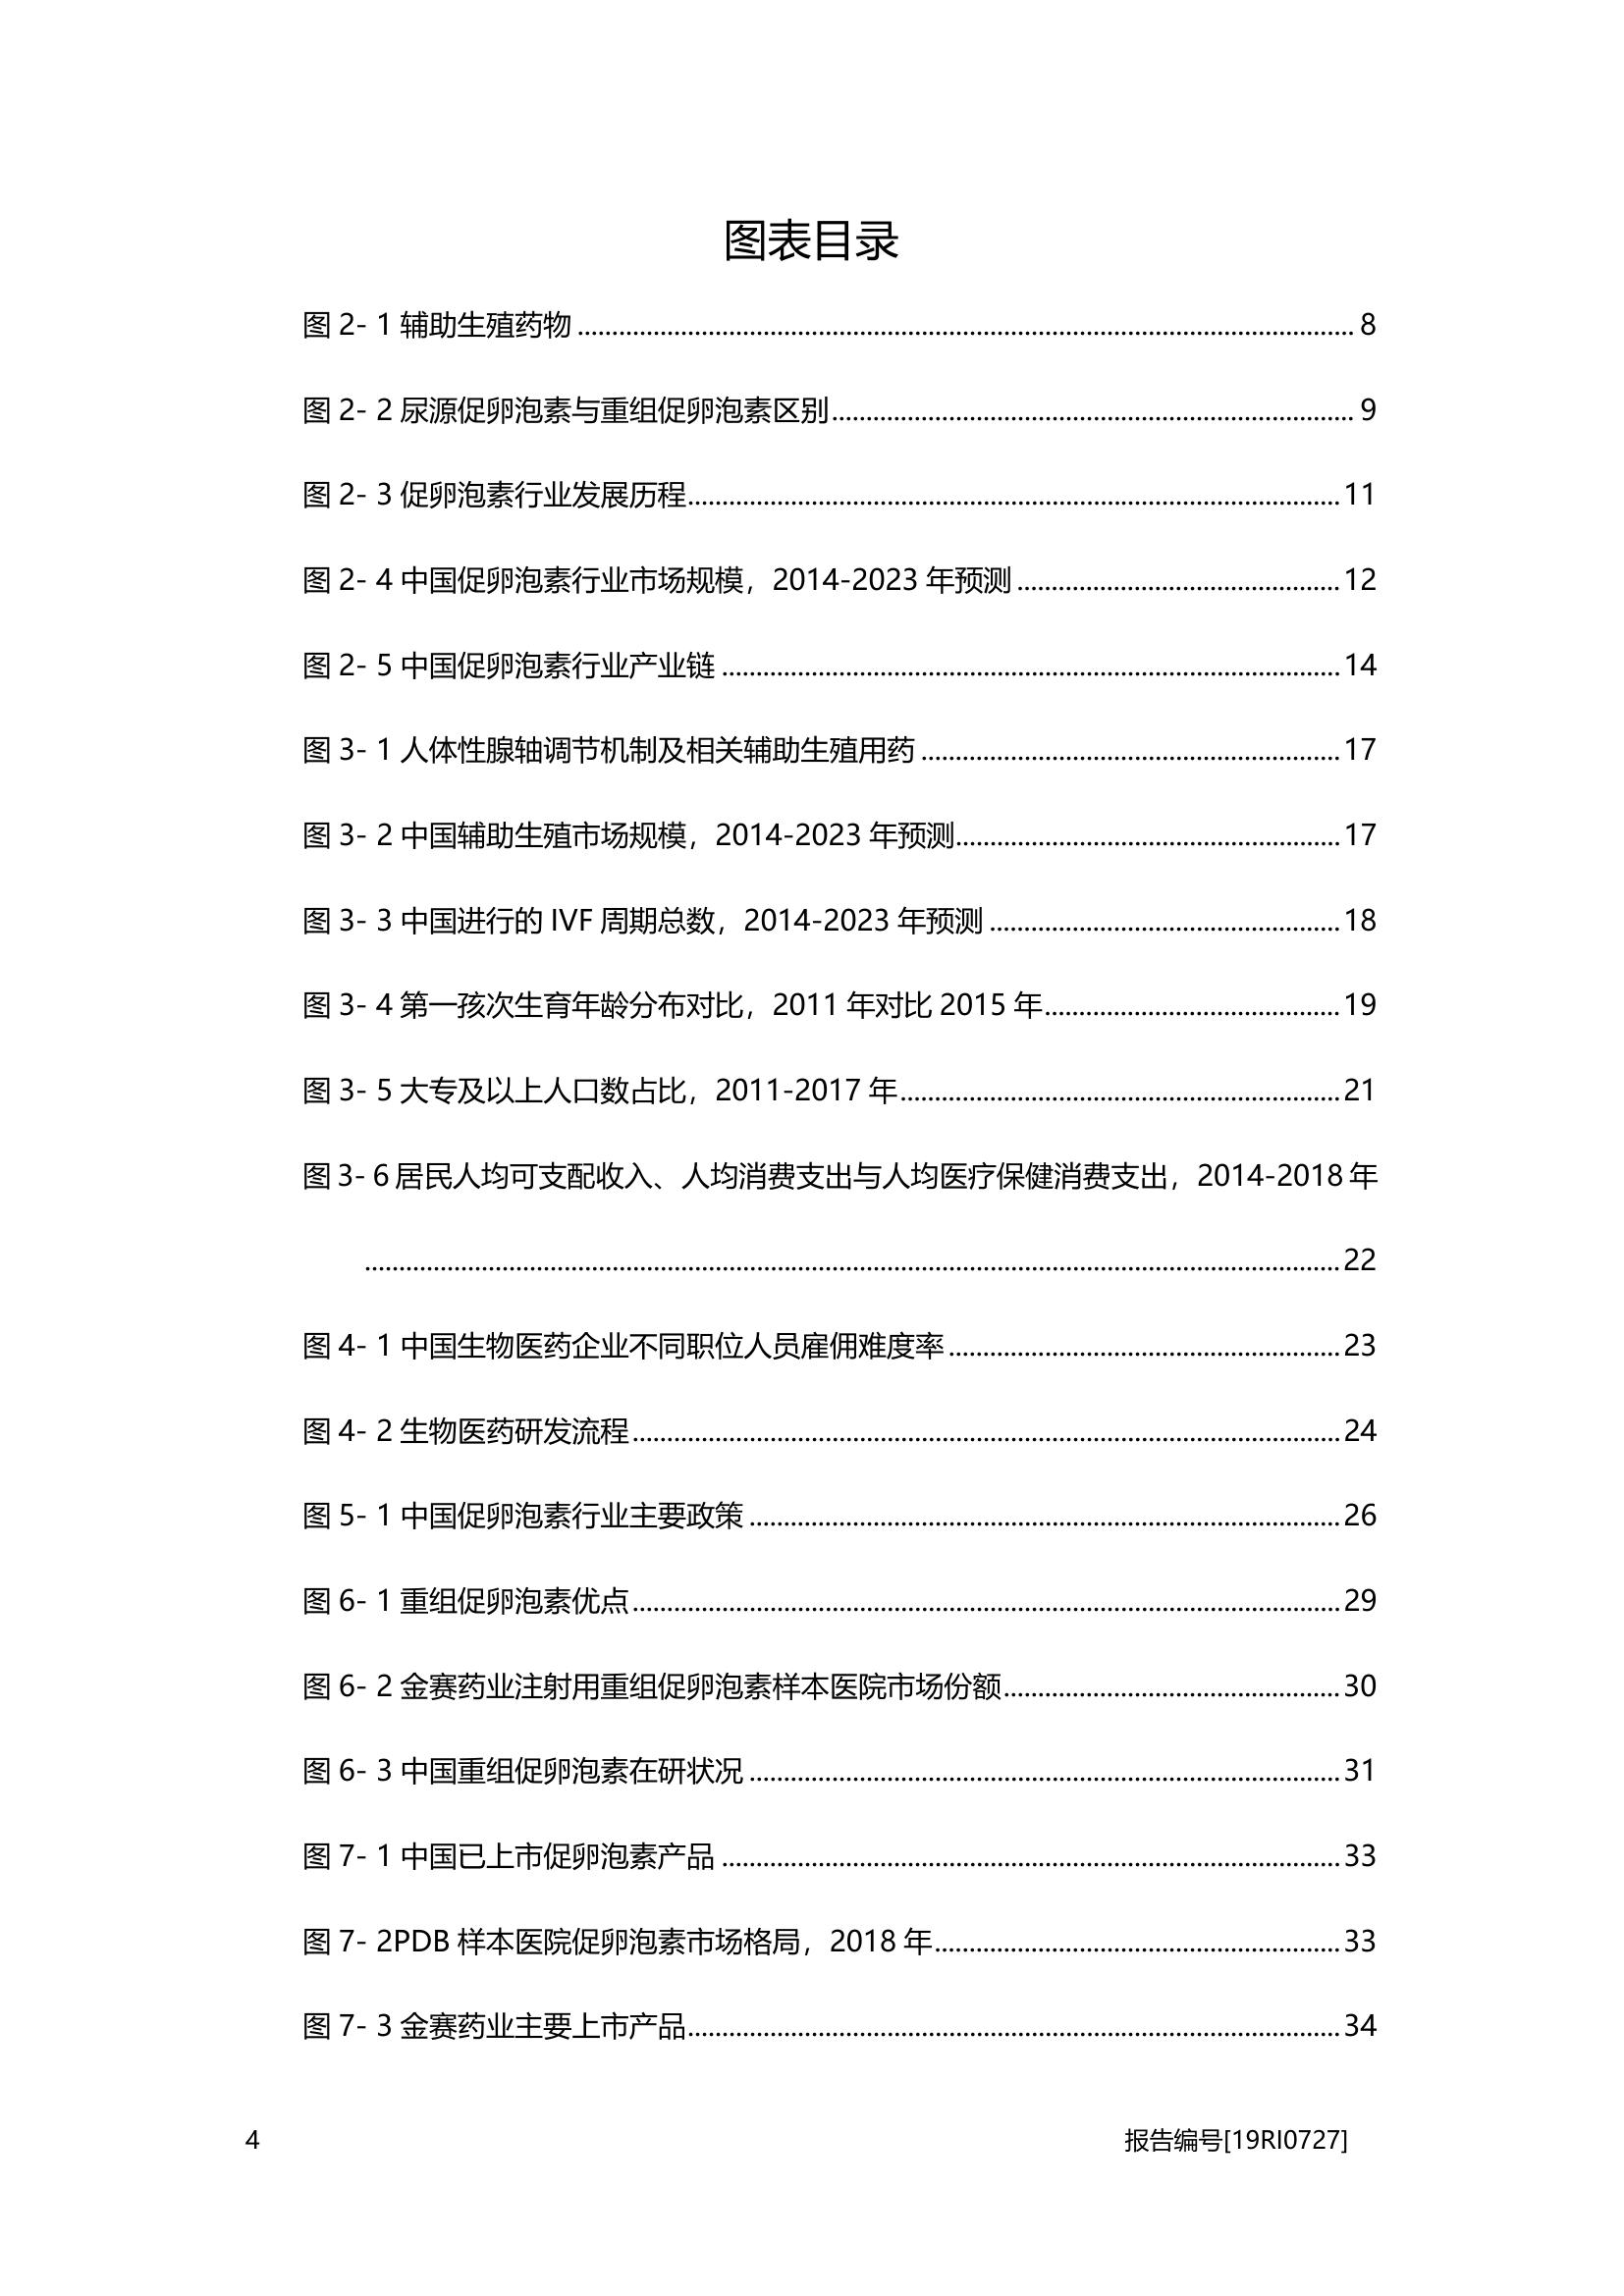 图表目录
图 2- 1 辅助生殖药物 ........ 8
图 2- 2 尿源促卵泡素与重组促卵泡素区别 ........ 9
图 2- 3 促卵泡素行业发展历程 ........ 11
图 2- 4 中国促卵泡素行业市场规模，2014-2023 年预测 ........ 12
图 2- 5 中国促卵泡素行业产业链 ........ 14
图 3- 1 人体性腺轴调节机制及相关辅助生殖用药 ........ 17
图 3- 2 中国辅助生殖市场规模，2014-2023 年预测 ........ 17
图 3- 3 中国进行的 IVF 周期总数，2014-2023 年预测 ........ 18
图 3- 4 第一孩次生育年龄分布对比，2011 年对比 2015 年 ........ 19
图 3- 5 大专及以上人口数占比，2011-2017 年 ........ 21
图 3- 6 居民人均可支配收入、人均消费支出与人均医疗保健消费支出，2014-2018 年
........ 22
图 4- 1 中国生物医药企业不同职位人员雇佣难度率 ........ 23
图 4- 2 生物医药研发流程 ........ 24
图 5- 1 中国促卵泡素行业主要政策 ........ 26
图 6- 1 重组促卵泡素优点 ........ 29
图 6- 2 金赛药业注射用重组促卵泡素样本医院市场份额 ........ 30
图 6- 3 中国重组促卵泡素在研状况 ........ 31
图 7- 1 中国已上市促卵泡素产品 ........ 33
图 7- 2PDB 样本医院促卵泡素市场格局，2018 年 ........ 33
图 7- 3 金赛药业主要上市产品 ........ 34
4 报告编号[19RI0727]